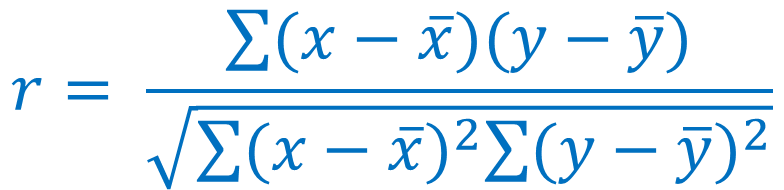 r = ∑(x − x̄)(y − ȳ) / √∑(x − x̄)²∑(y − ȳ)²